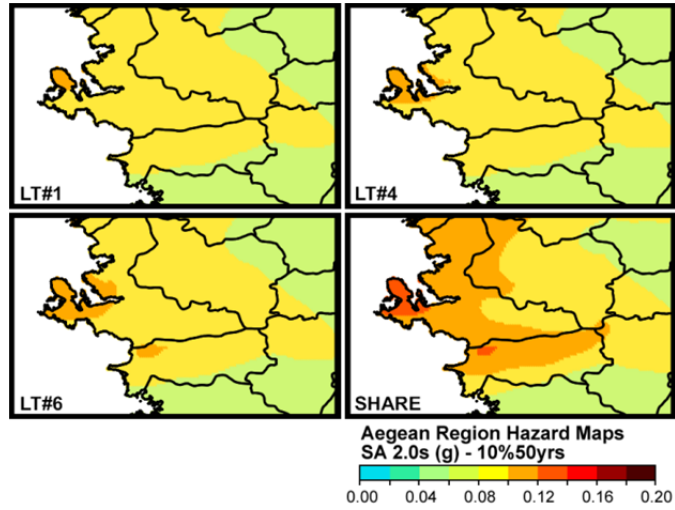 LT#1
LT#4
LT#6
SHARE
Aegean Region Hazard Maps
SA 2.0s (g) - 10%50yrs
0.00 0.04 0.08 0.12 0.16 0.20